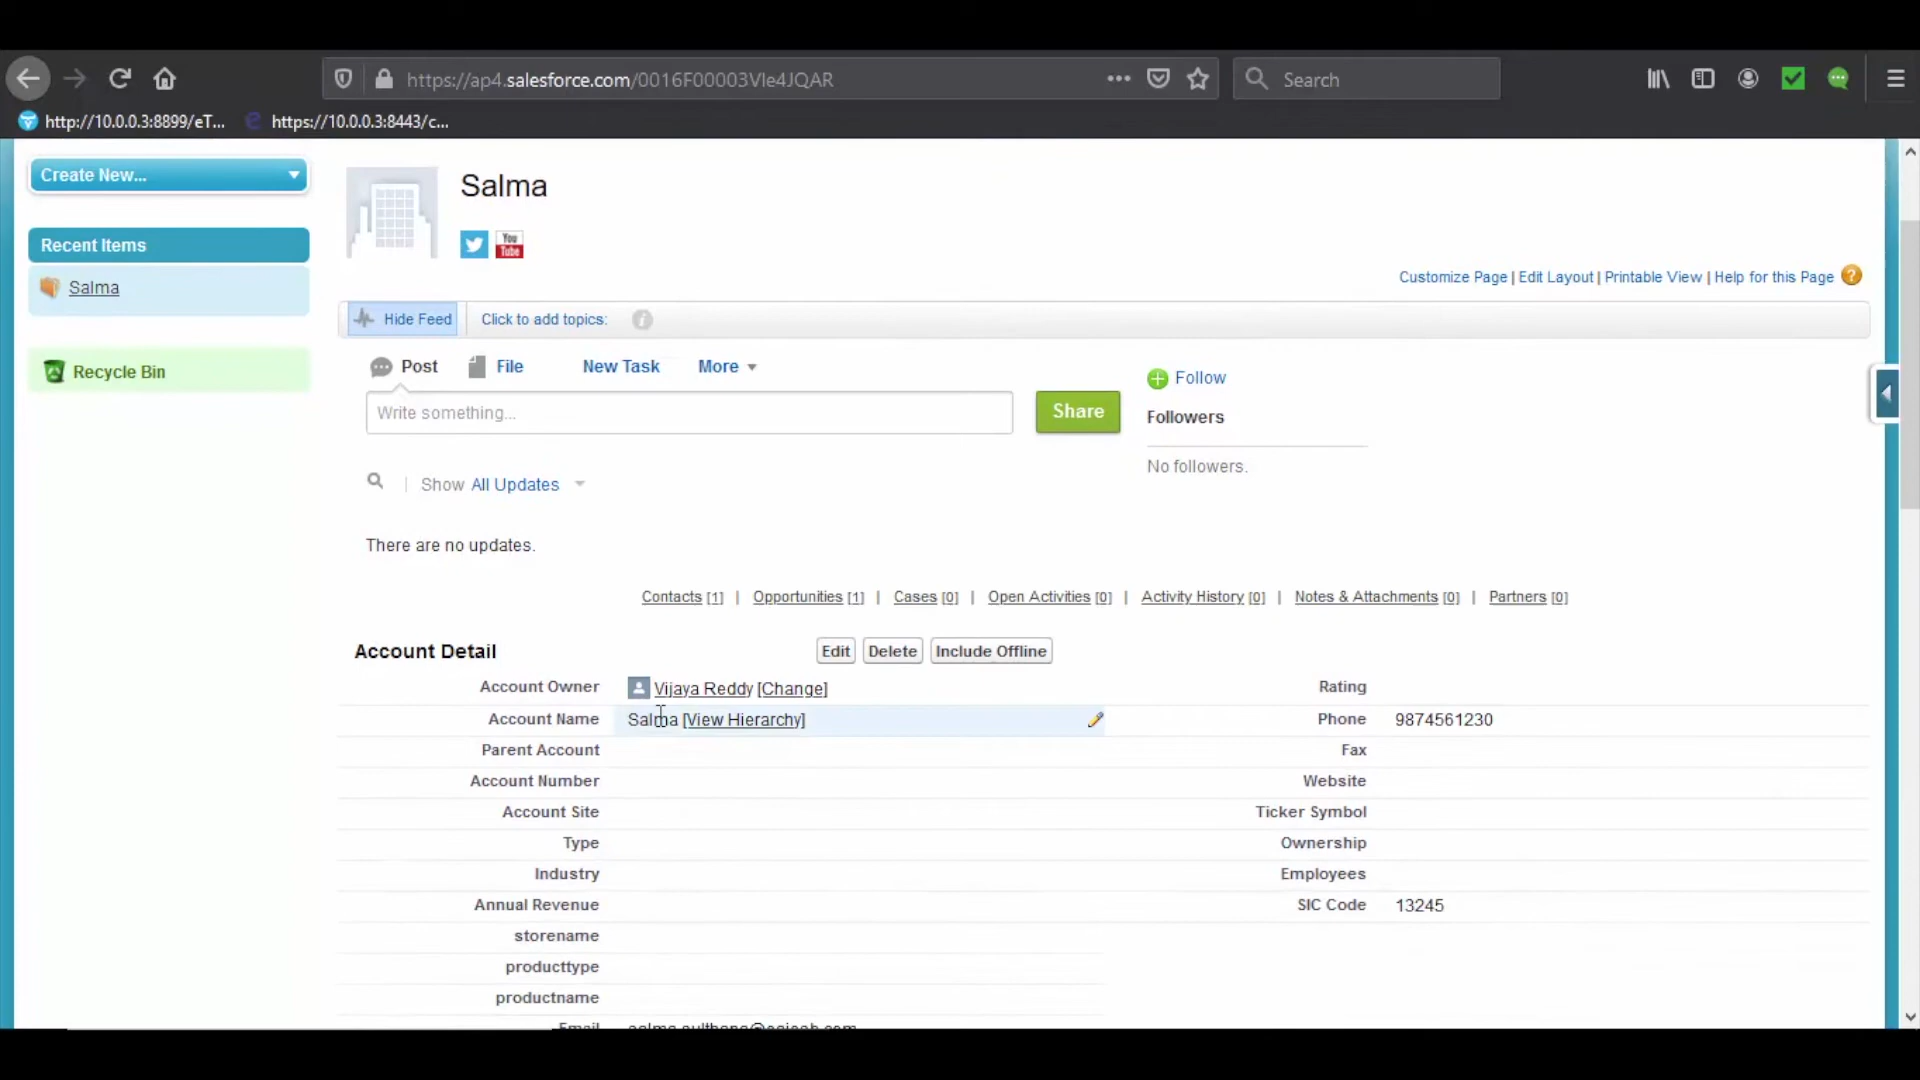 https://ap4.salesforce.com/0016F00003VIe4JQAR
Search
http://10.0.0.3:8899/eT...
https://10.0.0.3:8443/c...
Create New...
Salma
You
Tube
Recent Items
Salma
Customize Page | Edit Layout | Printable View | Help for this Page ?
Hide Feed
Click to add topics:
Recycle Bin
Post File New Task More
Follow
Write something...
Share
Followers
No followers.
Show All Updates
There are no updates.
Contacts [1] | Opportunities [1] | Cases [0] | Open Activities [0] | Activity History [0] | Notes & Attachments [0] | Partners [0]
Account Detail Edit Delete Include Offline
Account Owner Vijaya Reddy [Change] Rating
Account Name Salma [View Hierarchy] Phone 9874561230
Parent Account Fax
Account Number Website
Account Site Ticker Symbol
Type Ownership
Industry Employees
Annual Revenue SIC Code 13245
storename
producttype
productname
Email